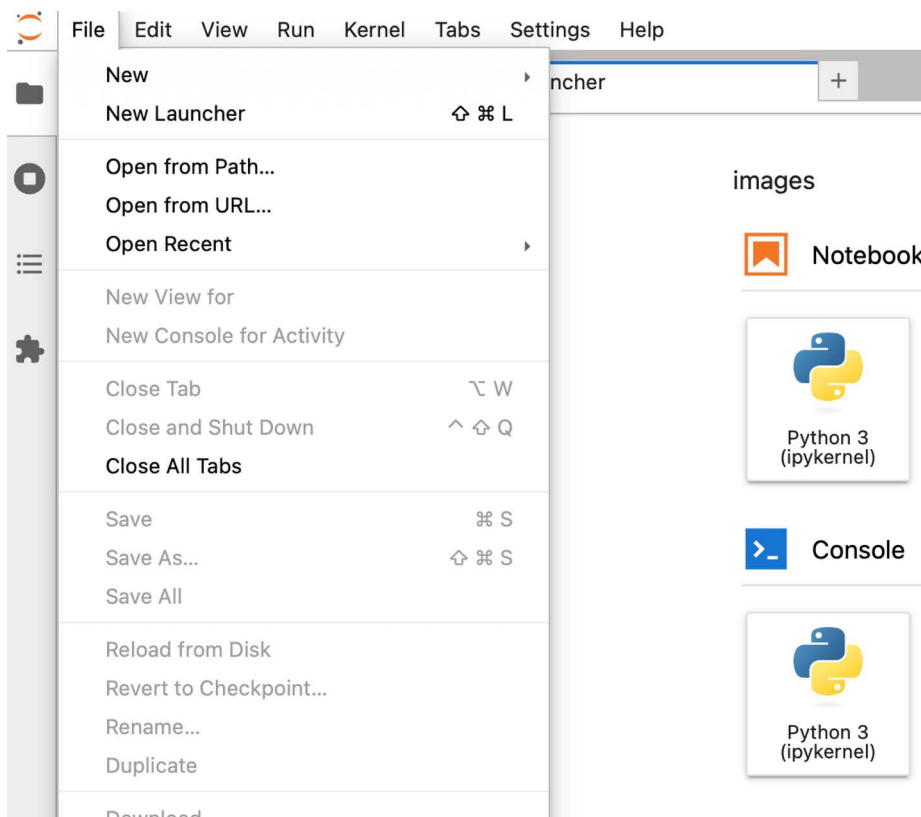 File Edit View Run Kernel Tabs Settings Help
New
New Launcher ⇧ ⌘ L
Open from Path...
Open from URL...
Open Recent
New View for
New Console for Activity
Close Tab ⌥ W
Close and Shut Down ^ ⇧ Q
Close All Tabs
Save ⌘ S
Save As... ⇧ ⌘ S
Save All
Reload from Disk
Revert to Checkpoint...
Rename...
Duplicate
Download
ncher +
images
Notebook
Python 3
(ipykernel)
Console
Python 3
(ipykernel)